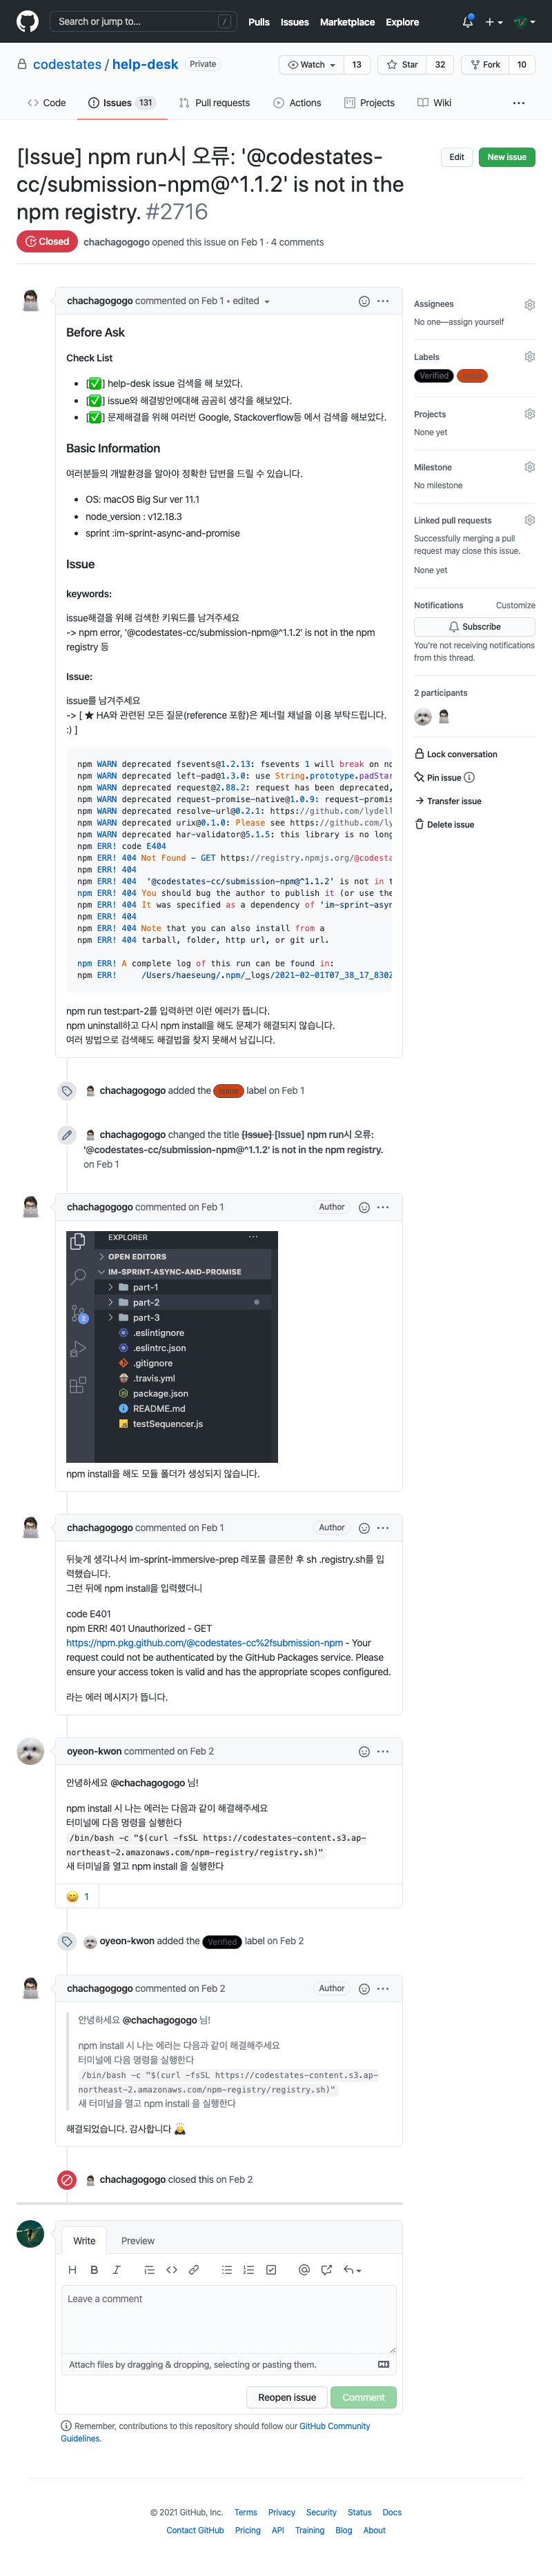 Search or jump to...
/
Pulls
Issues
Marketplace
Explore
codestates / help-desk
Private
Watch
13
Star
32
Fork
10
Code
Issues 131
Pull requests
Actions
Projects
Wiki
[Issue] npm run시 오류: '@codestates-
cc/submission-npm@^1.1.2' is not in the
npm registry. #2716
Edit
New issue
Closed
chachagogogo opened this issue on Feb 1 · 4 comments
chachagogogo commented on Feb 1 • edited
Before Ask
Check List
[✅] help-desk issue 검색을 해 보았다.
[✅] issue와 해결방안에대해 곰곰히 생각을 해보았다.
[✅] 문제해결을 위해 여러번 Google, Stackoverflow등 에서 검색을 해보았다.
Basic Information
여러분들의 개발환경을 알아야 정확한 답변을 드릴 수 있습니다.
OS: macOS Big Sur ver 11.1
node_version : v12.18.3
sprint :im-sprint-async-and-promise
Issue
keywords:
issue해결을 위해 검색한 키워드를 남겨주세요
-> npm error, '@codestates-cc/submission-npm@^1.1.2' is not in the npm
registry 등
Issue:
issue를 남겨주세요
-> [ ★ HA와 관련된 모든 질문(reference 포함)은 제너럴 채널을 이용 부탁드립니다.
:) ]
npm WARN deprecated fsevents@1.2.13: fsevents 1 will break on no
npm WARN deprecated left-pad@1.3.0: use String.prototype.padStar
npm WARN deprecated request@2.88.2: request has been deprecated,
npm WARN deprecated request-promise-native@1.0.9: request-promis
npm WARN deprecated resolve-url@0.2.1: https://github.com/lydell
npm WARN deprecated urix@0.1.0: Please see https://github.com/ly
npm WARN deprecated har-validator@5.1.5: this library is no long
npm ERR! code E404
npm ERR! 404 Not Found - GET https://registry.npmjs.org/@codesta
npm ERR! 404
npm ERR! 404  '@codestates-cc/submission-npm@^1.1.2' is not in t
npm ERR! 404 You should bug the author to publish it (or use the
npm ERR! 404 It was specified as a dependency of 'im-sprint-asyn
npm ERR! 404
npm ERR! 404 Note that you can also install from a
npm ERR! 404 tarball, folder, http url, or git url.
npm ERR! A complete log of this run can be found in:
npm ERR!     /Users/haeseung/.npm/_logs/2021-02-01T07_38_17_830Z
npm run test:part-2를 입력하면 이런 에러가 뜹니다.
npm uninstall하고 다시 npm install을 해도 문제가 해결되지 않습니다.
여러 방법으로 검색해도 해결법을 찾지 못해서 남깁니다.
chachagogogo added the Issue label on Feb 1
chachagogogo changed the title [Issue] [Issue] npm run시 오류:
'@codestates-cc/submission-npm@^1.1.2' is not in the npm registry.
on Feb 1
chachagogogo commented on Feb 1
Author
EXPLORER
OPEN EDITORS
IM-SPRINT-ASYNC-AND-PROMISE
part-1
part-2
part-3
.eslintignore
.eslintrc.json
.gitignore
.travis.yml
package.json
README.md
testSequencer.js
2
npm install을 해도 모듈 폴더가 생성되지 않습니다.
chachagogogo commented on Feb 1
Author
뒤늦게 생각나서 im-sprint-immersive-prep 레포를 클론한 후 sh .registry.sh를 입
력했습니다.
그런 뒤에 npm install을 입력했더니
code E401
npm ERR! 401 Unauthorized - GET
https://npm.pkg.github.com/@codestates-cc%2fsubmission-npm - Your
request could not be authenticated by the GitHub Packages service. Please
ensure your access token is valid and has the appropriate scopes configured.
라는 에러 메시지가 뜹니다.
oyeon-kwon commented on Feb 2
안녕하세요 @chachagogogo 님!
npm install 시 나는 에러는 다음과 같이 해결해주세요
터미널에 다음 명령을 실행한다
/bin/bash -c "$(curl -fsSL https://codestates-content.s3.ap-
northeast-2.amazonaws.com/npm-registry/registry.sh)"
새 터미널을 열고 npm install 을 실행한다
😄 1
oyeon-kwon added the Verified label on Feb 2
chachagogogo commented on Feb 2
Author
안녕하세요 @chachagogogo 님!
npm install 시 나는 에러는 다음과 같이 해결해주세요
터미널에 다음 명령을 실행한다
/bin/bash -c "$(curl -fsSL https://codestates-content.s3.ap-
northeast-2.amazonaws.com/npm-registry/registry.sh)"
새 터미널을 열고 npm install 을 실행한다
해결되었습니다. 감사합니다
chachagogogo closed this on Feb 2
Write
Preview
Leave a comment
Attach files by dragging & dropping, selecting or pasting them.
Reopen issue
Comment
Remember, contributions to this repository should follow our GitHub Community
Guidelines.
Assignees
No one—assign yourself
Labels
Verified
Issue
Projects
None yet
Milestone
No milestone
Linked pull requests
Successfully merging a pull
request may close this issue.
None yet
Notifications
Customize
Subscribe
You're not receiving notifications
from this thread.
2 participants
Lock conversation
Pin issue
Transfer issue
Delete issue
© 2021 GitHub, Inc.
Terms
Privacy
Security
Status
Docs
Contact GitHub
Pricing
API
Training
Blog
About